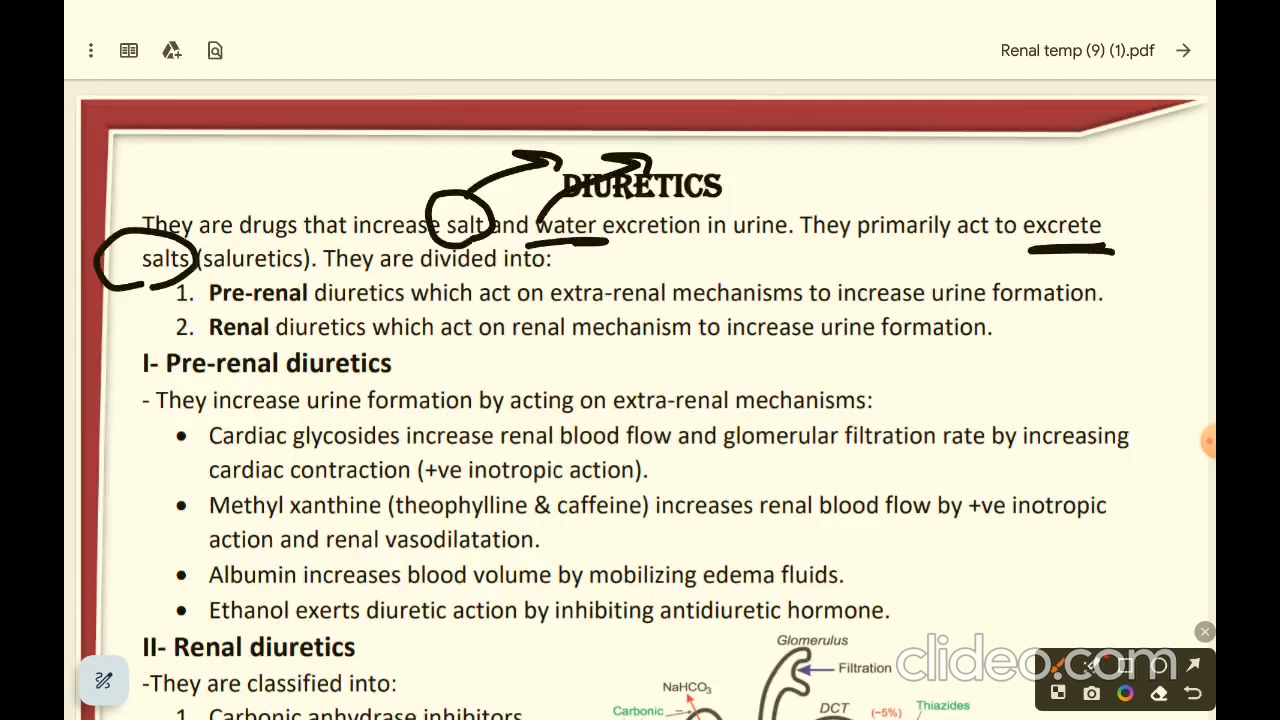 Renal temp (9) (1).pdf
DIURETICS
They are drugs that increase salt and water excretion in urine. They primarily act to excrete
salts (saluretics). They are divided into:
1. Pre-renal diuretics which act on extra-renal mechanisms to increase urine formation.
2. Renal diuretics which act on renal mechanism to increase urine formation.
I- Pre-renal diuretics
- They increase urine formation by acting on extra-renal mechanisms:
• Cardiac glycosides increase renal blood flow and glomerular filtration rate by increasing
cardiac contraction (+ve inotropic action).
• Methyl xanthine (theophylline & caffeine) increases renal blood flow by +ve inotropic
action and renal vasodilatation.
• Albumin increases blood volume by mobilizing edema fluids.
• Ethanol exerts diuretic action by inhibiting antidiuretic hormone.
II- Renal diuretics
-They are classified into:
1. Carbonic anhydrase inhibitors
Glomerulus
Filtration
NaHCO₃
Carbonic
DCT
(~5%)
Thiazides
clideo.com